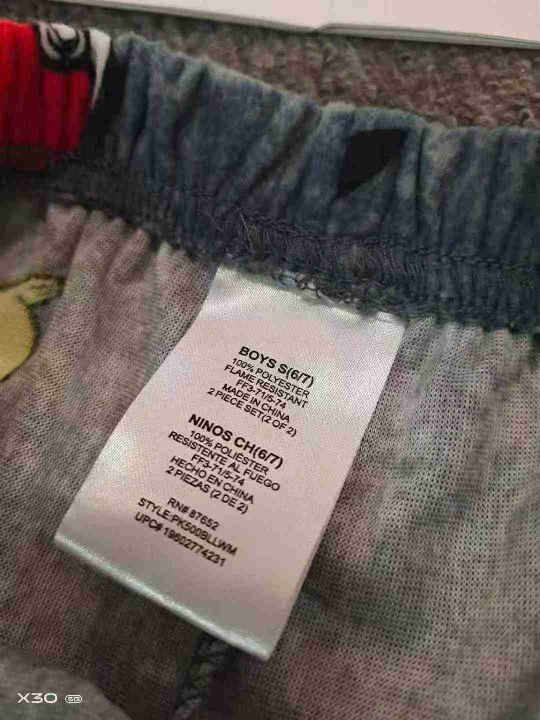 BOYS S(6/7)
100% POLYESTER
FLAME RESISTANT
FF3-71/5-74
MADE IN CHINA
2 PIECE SET(2 OF 2)
NINOS CH(6/7)
100% POLIESTER
RESISTENTE AL FUEGO
FF3-71/5-74
HECHO EN CHINA
2 PIEZAS (2 DE 2)
RN# 87652
STYLE:PK500BLLWM
UPC# 19602774231
X30 5G